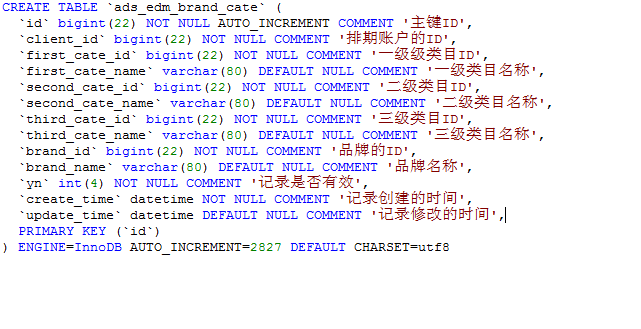 CREATE TABLE `ads_edm_brand_cate` (
`id` bigint(22) NOT NULL AUTO_INCREMENT COMMENT '主键ID',
`client_id` bigint(22) NOT NULL COMMENT '排期账户的ID',
`first_cate_id` bigint(22) NOT NULL COMMENT '一级级类目ID',
`first_cate_name` varchar(80) DEFAULT NULL COMMENT '一级类目名称',
`second_cate_id` bigint(22) NOT NULL COMMENT '二级类目ID',
`second_cate_name` varchar(80) DEFAULT NULL COMMENT '二级类目名称',
`third_cate_id` bigint(22) NOT NULL COMMENT '三级类目ID',
`third_cate_name` varchar(80) DEFAULT NULL COMMENT '三级类目名称',
`brand_id` bigint(22) NOT NULL COMMENT '品牌的ID',
`brand_name` varchar(80) DEFAULT NULL COMMENT '品牌名称',
`yn` int(4) NOT NULL COMMENT '记录是否有效',
`create_time` datetime NOT NULL COMMENT '记录创建的时间',
`update_time` datetime DEFAULT NULL COMMENT '记录修改的时间',
PRIMARY KEY (`id`)
) ENGINE=InnoDB AUTO_INCREMENT=2827 DEFAULT CHARSET=utf8